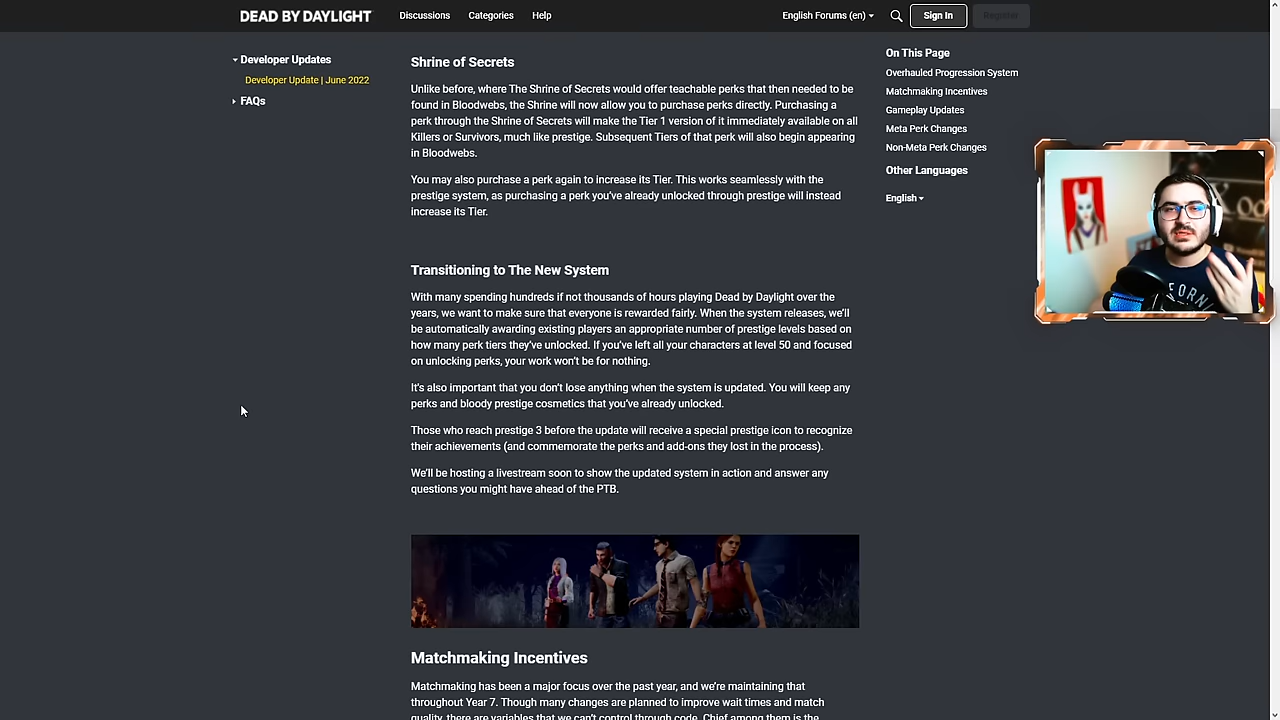 DEAD BY DAYLIGHT
Discussions
Categories
Help
English Forums (en)
Sign In
Register
Developer Updates
Developer Update | June 2022
FAQs
Shrine of Secrets
Unlike before, where The Shrine of Secrets would offer teachable perks that then needed to be
found in Bloodwebs, the Shrine will now allow you to purchase perks directly. Purchasing a
perk through the Shrine of Secrets will make the Tier 1 version of it immediately available on all
Killers or Survivors, much like prestige. Subsequent Tiers of that perk will also begin appearing
in Bloodwebs.
You may also purchase a perk again to increase its Tier. This works seamlessly with the
prestige system, as purchasing a perk you've already unlocked through prestige will instead
increase its Tier.
Transitioning to The New System
With many spending hundreds if not thousands of hours playing Dead by Daylight over the
years, we want to make sure that everyone is rewarded fairly. When the system releases, we'll
be automatically awarding existing players an appropriate number of prestige levels based on
how many perk tiers they've unlocked. If you've left all your characters at level 50 and focused
on unlocking perks, your work won't be for nothing.
It's also important that you don't lose anything when the system is updated. You will keep any
perks and bloody prestige cosmetics that you've already unlocked.
Those who reach prestige 3 before the update will receive a special prestige icon to recognize
their achievements (and commemorate the perks and add-ons they lost in the process).
We'll be hosting a livestream soon to show the updated system in action and answer any
questions you might have ahead of the PTB.
Matchmaking Incentives
Matchmaking has been a major focus over the past year, and we're maintaining that
throughout Year 7. Though many changes are planned to improve wait times and match
quality, there are variables that we can't control through code. Chief among them is the
On This Page
Overhauled Progression System
Matchmaking Incentives
Gameplay Updates
Meta Perk Changes
Non-Meta Perk Changes
Other Languages
English